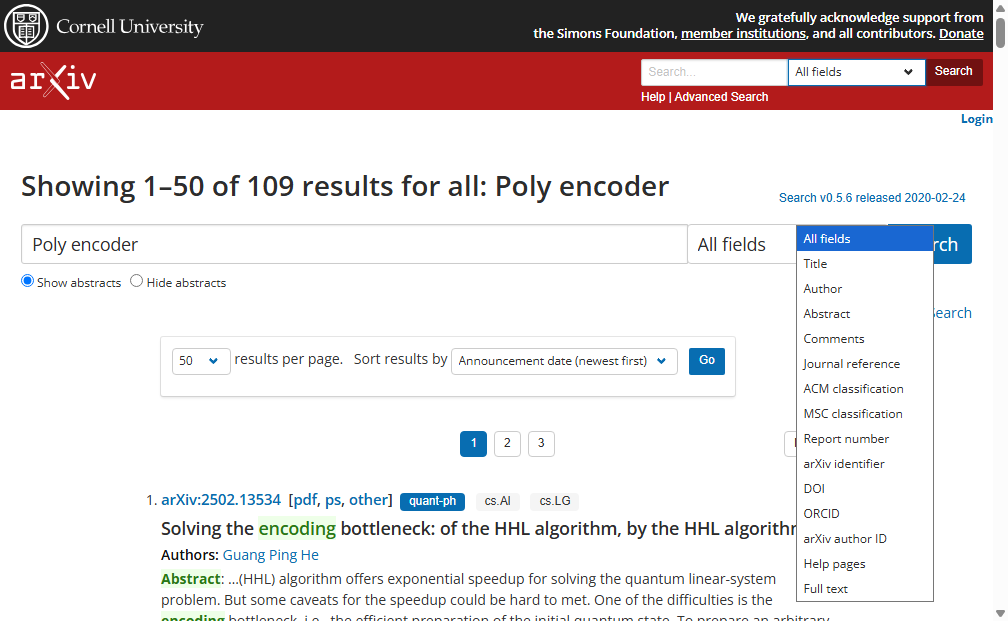 Cornell University
We gratefully acknowledge support from
the Simons Foundation, member institutions, and all contributors. Donate
arXiv
Search...
All fields
Search
Help | Advanced Search
Login
Showing 1–50 of 109 results for all: Poly encoder
Search v0.5.6 released 2020-02-24
Poly encoder
All fields
rch
Show abstracts
Hide abstracts
Search
All fields
Title
Author
Abstract
Comments
Journal reference
ACM classification
MSC classification
Report number
arXiv identifier
DOI
ORCID
arXiv author ID
Help pages
Full text
50 results per page. Sort results by Announcement date (newest first) Go
1 2 3
1. arXiv:2502.13534 [pdf, ps, other] quant-ph cs.AI cs.LG
Solving the encoding bottleneck: of the HHL algorithm, by the HHL algorithm
Authors: Guang Ping He
Abstract: …(HHL) algorithm offers exponential speedup for solving the quantum linear-system
problem. But some caveats for the speedup could be hard to met. One of the difficulties is the
encoding bottleneck, i.e., the efficient preparation of the initial quantum state. To prepare an arbitrary